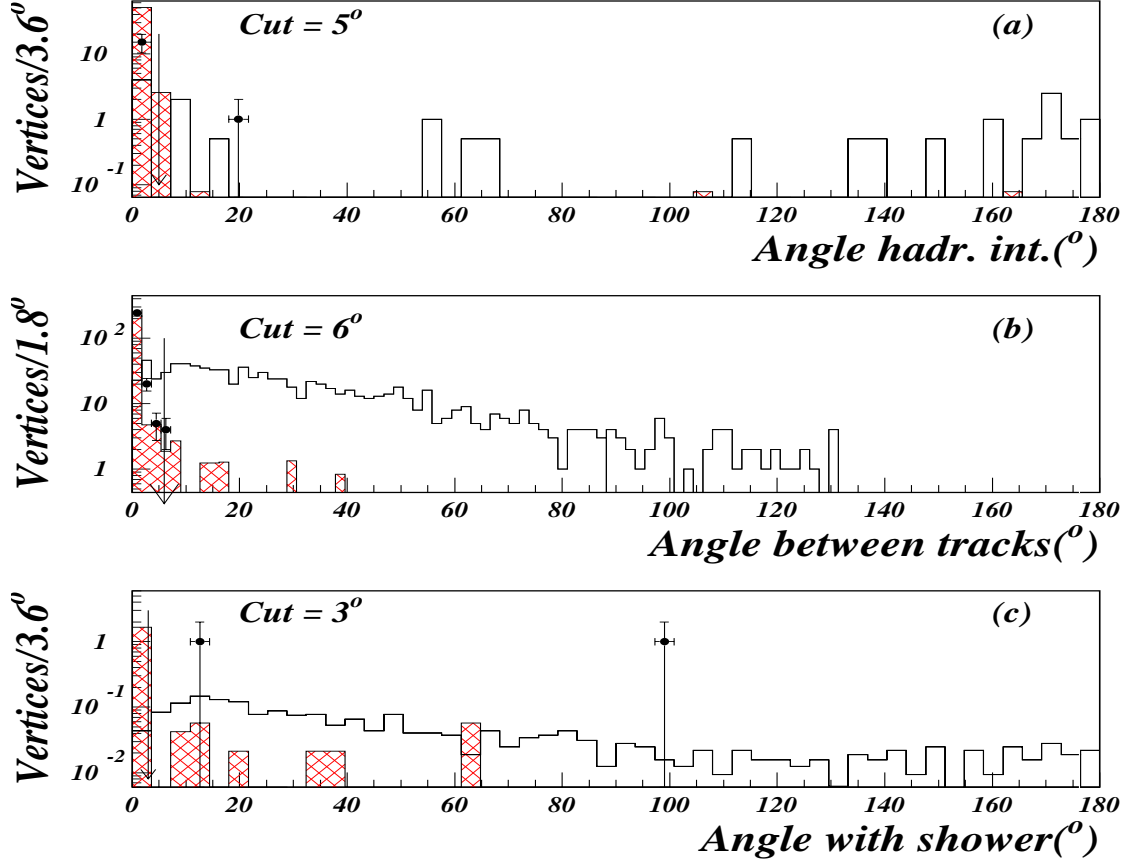 Cut = 5° (a)
Vertices/3.6°
10
1
10 -1
0 20 40 60 80 100 120 140 160 180
Angle hadr. int.(°)
Cut = 6° (b)
Vertices/1.8°
10 2
10
1
0 20 40 60 80 100 120 140 160 180
Angle between tracks(°)
Cut = 3° (c)
Vertices/3.6°
1
10 -1
10 -2
0 20 40 60 80 100 120 140 160 180
Angle with shower(°)